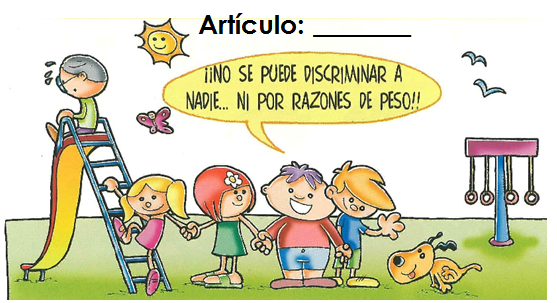 Artículo: _______
¡¡NO SE PUEDE DISCRIMINAR A
NADIE... NI POR RAZONES DE PESO!!